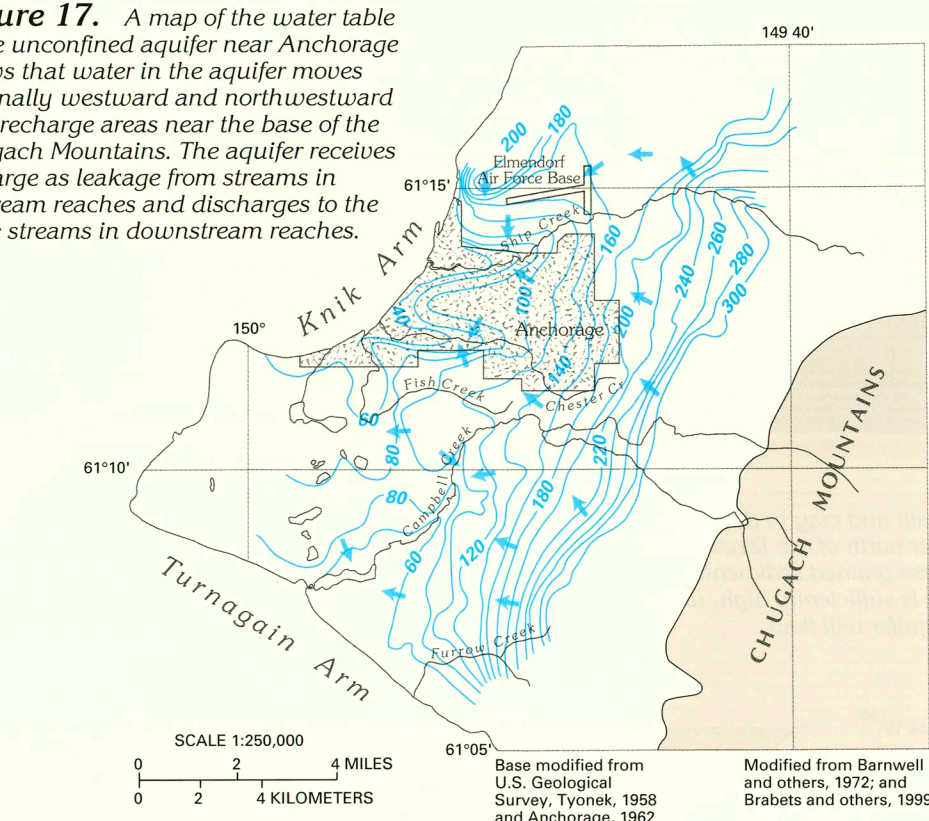 ure 17. A map of the water table
e unconfined aquifer near Anchorage
s that water in the aquifer moves
nally westward and northwestward
recharge areas near the base of the
gach Mountains. The aquifer receives
arge as leakage from streams in
ream reaches and discharges to the
e streams in downstream reaches.
149 40'
200
180
Elmendorf
Air Force Base
61°15'
Ship Creek
160
260
280
240
300
Knik Arm
100
40
Anchorage
200
150°
140
Fish Creek
Chester Cr
60
80
220
61°10'
Campbell Creek
80
180
60
120
CHUGACH MOUNTAINS
Turnagain Arm
Furrow Creek
61°05'
SCALE 1:250,000
0 2 4 MILES
0 2 4 KILOMETERS
Base modified from
U.S. Geological
Survey, Tyonek, 1958
and Anchorage, 1962
Modified from Barnwell
and others, 1972; and
Brabets and others, 1999